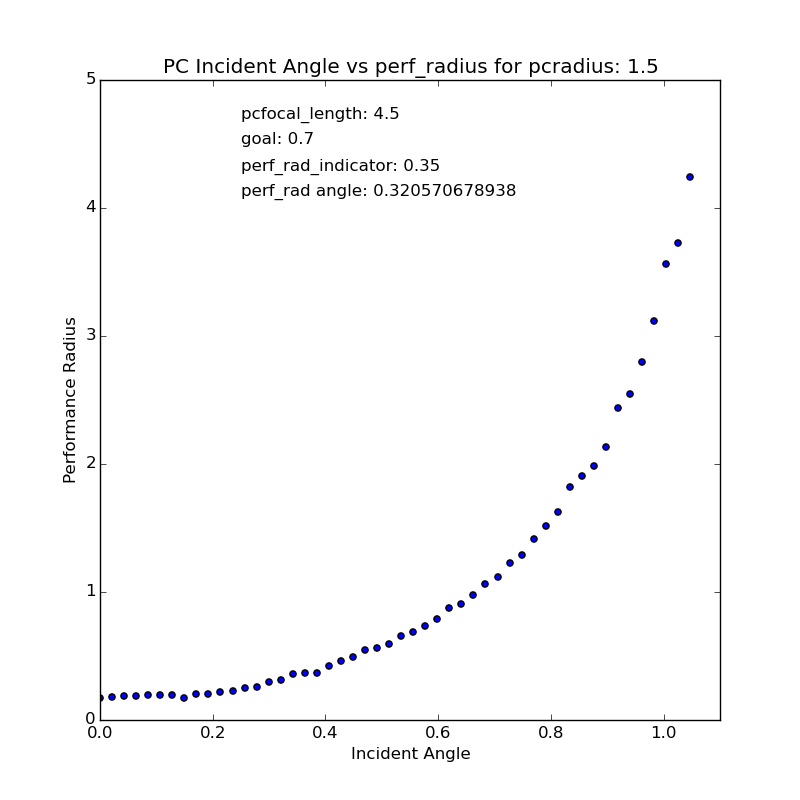 PC Incident Angle vs perf_radius for pcradius: 1.5
pcfocal_length: 4.5
goal: 0.7
perf_rad_indicator: 0.35
perf_rad angle: 0.320570678938
Performance Radius
5
4
3
2
1
0
0.0 0.2 0.4 0.6 0.8 1.0
Incident Angle